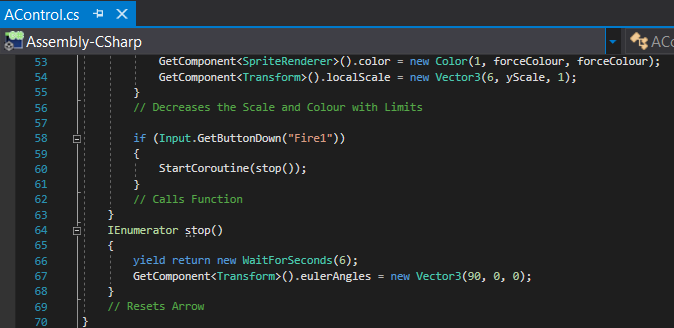 AControl.cs
Assembly-CSharp
AC
53 GetComponent<SpriteRenderer>().color = new Color(1, forceColour, forceColour);
54 GetComponent<Transform>().localScale = new Vector3(6, yScale, 1);
55 }
56 // Decreases the Scale and Colour with Limits
57
58 if (Input.GetButtonDown("Fire1"))
59 {
60 StartCoroutine(stop());
61 }
62 // Calls Function
63 }
64 IEnumerator stop()
65 {
66 yield return new WaitForSeconds(6);
67 GetComponent<Transform>().eulerAngles = new Vector3(90, 0, 0);
68 }
69 // Resets Arrow
70 }